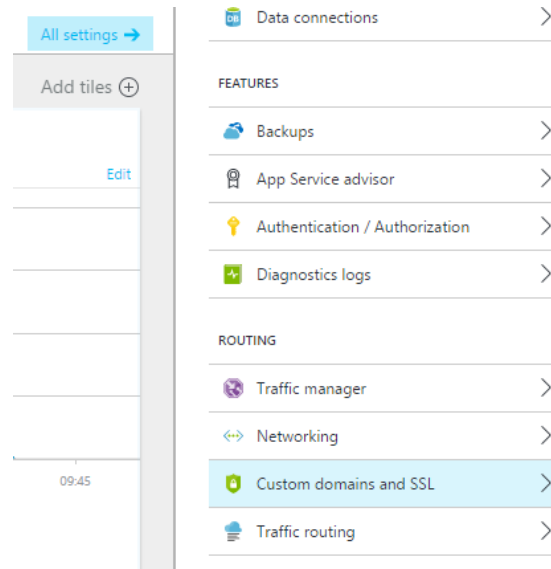 All settings →
Add tiles
Edit
09:45
Data connections
FEATURES
Backups
App Service advisor
Authentication / Authorization
Diagnostics logs
ROUTING
Traffic manager
Networking
Custom domains and SSL
Traffic routing